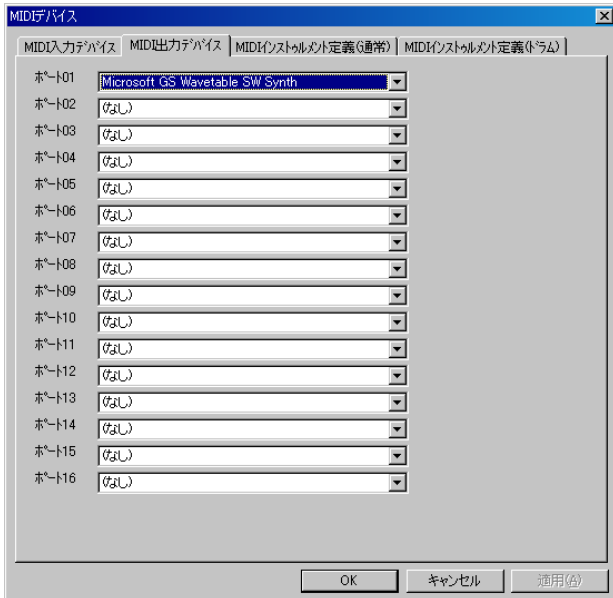 MIDIデバイス
MIDI入力デバイス MIDI出力デバイス MIDIインストゥルメント定義(通常) MIDIインストゥルメント定義(ドラム)
ポート01 Microsoft GS Wavetable SW Synth
ポート02 (なし)
ポート03 (なし)
ポート04 (なし)
ポート05 (なし)
ポート06 (なし)
ポート07 (なし)
ポート08 (なし)
ポート09 (なし)
ポート10 (なし)
ポート11 (なし)
ポート12 (なし)
ポート13 (なし)
ポート14 (なし)
ポート15 (なし)
ポート16 (なし)
OK キャンセル 適用(A)